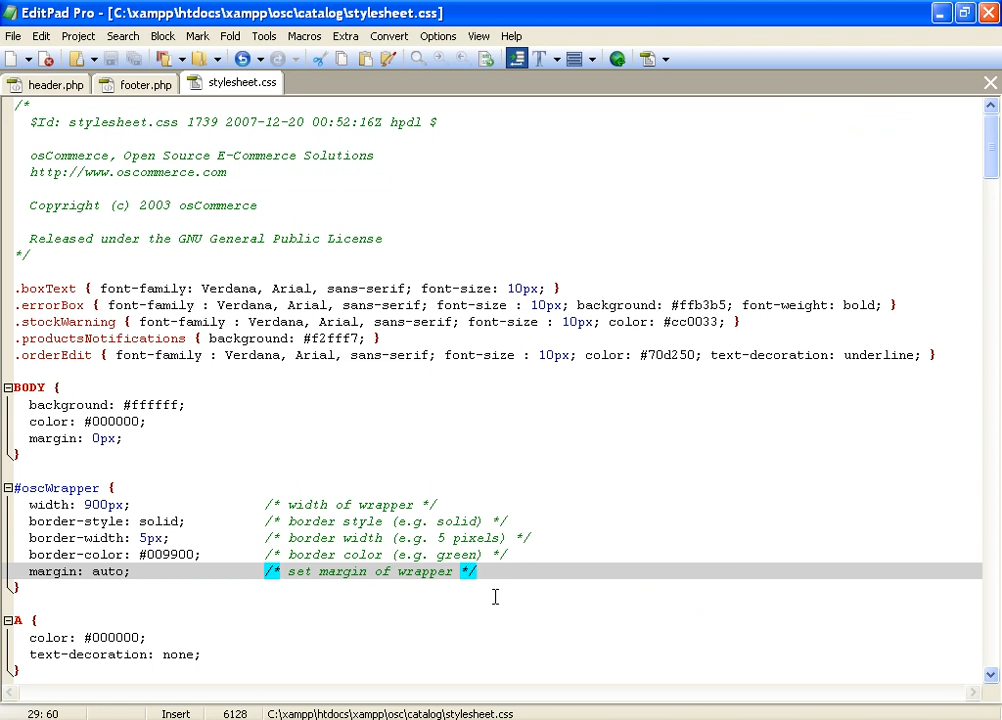 EditPad Pro - [C:\xampp\htdocs\xampp\osc\catalog\stylesheet.css]
File Edit Project Search Block Mark Fold Tools Macros Extra Convert Options View Help
header.php footer.php stylesheet.css
/*
$Id: stylesheet.css 1739 2007-12-20 00:52:16Z hpdl $
osCommerce, Open Source E-Commerce Solutions
http://www.oscommerce.com
Copyright (c) 2003 osCommerce
Released under the GNU General Public License
*/
.boxText { font-family: Verdana, Arial, sans-serif; font-size: 10px; }
.errorBox { font-family : Verdana, Arial, sans-serif; font-size : 10px; background: #ffb3b5; font-weight: bold; }
.stockWarning { font-family : Verdana, Arial, sans-serif; font-size : 10px; color: #cc0033; }
.productsNotifications { background: #f2fff7; }
.orderEdit { font-family : Verdana, Arial, sans-serif; font-size : 10px; color: #70d250; text-decoration: underline; }
BODY {
background: #ffffff;
color: #000000;
margin: 0px;
}
#oscWrapper {
width: 900px; /* width of wrapper */
border-style: solid; /* border style (e.g. solid) */
border-width: 5px; /* border width (e.g. 5 pixels) */
border-color: #009900; /* border color (e.g. green) */
margin: auto; /* set margin of wrapper */
}
A {
color: #000000;
text-decoration: none;
}
29: 60 Insert 6128 C:\xampp\htdocs\xampp\osc\catalog\stylesheet.css